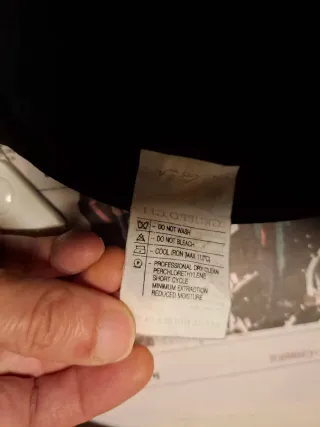 - DO NOT WASH
- DO NOT BLEACH
- COOL IRON (MAX 110°C)
- PROFESSIONAL DRY CLEAN
PERCHLORETHYLENE
SHORT CYCLE
MINIMUM EXTRACTION
REDUCED MOISTURE